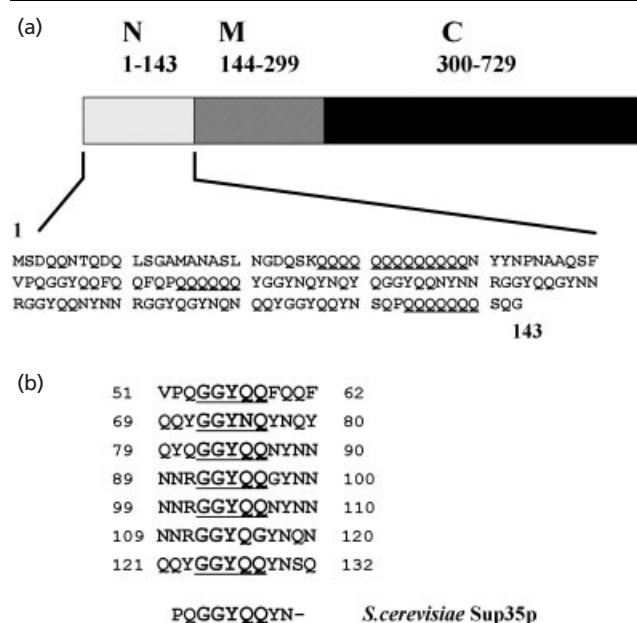 (a)
N M C
1-143 144-299 300-729
1
MSDQQNTQDQ LSGAMANASL NGDQSKQQQQ QQQQQQQQQN YYNPNAAQSF
VPQGGYQQFQ QFQPQQQQQQ YGGYNQYNQY QGGYQQNYNN RGGYQQGYNN
RGGYQQNYNN RGGYQGYNQN QQYGGYQQYN SQPQQQQQQQ SQG
143
(b)
51 VPQGGYQQFQQF 62
69 QQYGGYNQYNQY 80
79 QYQGGYQQNYNN 90
89 NNRGGYQQGYNN 100
99 NNRGGYQQNYNN 110
109 NNRGGYQGYNQN 120
121 QQYGGYQQYNSQ 132
PQGGYQQYN- S.cerevisiae Sup35p